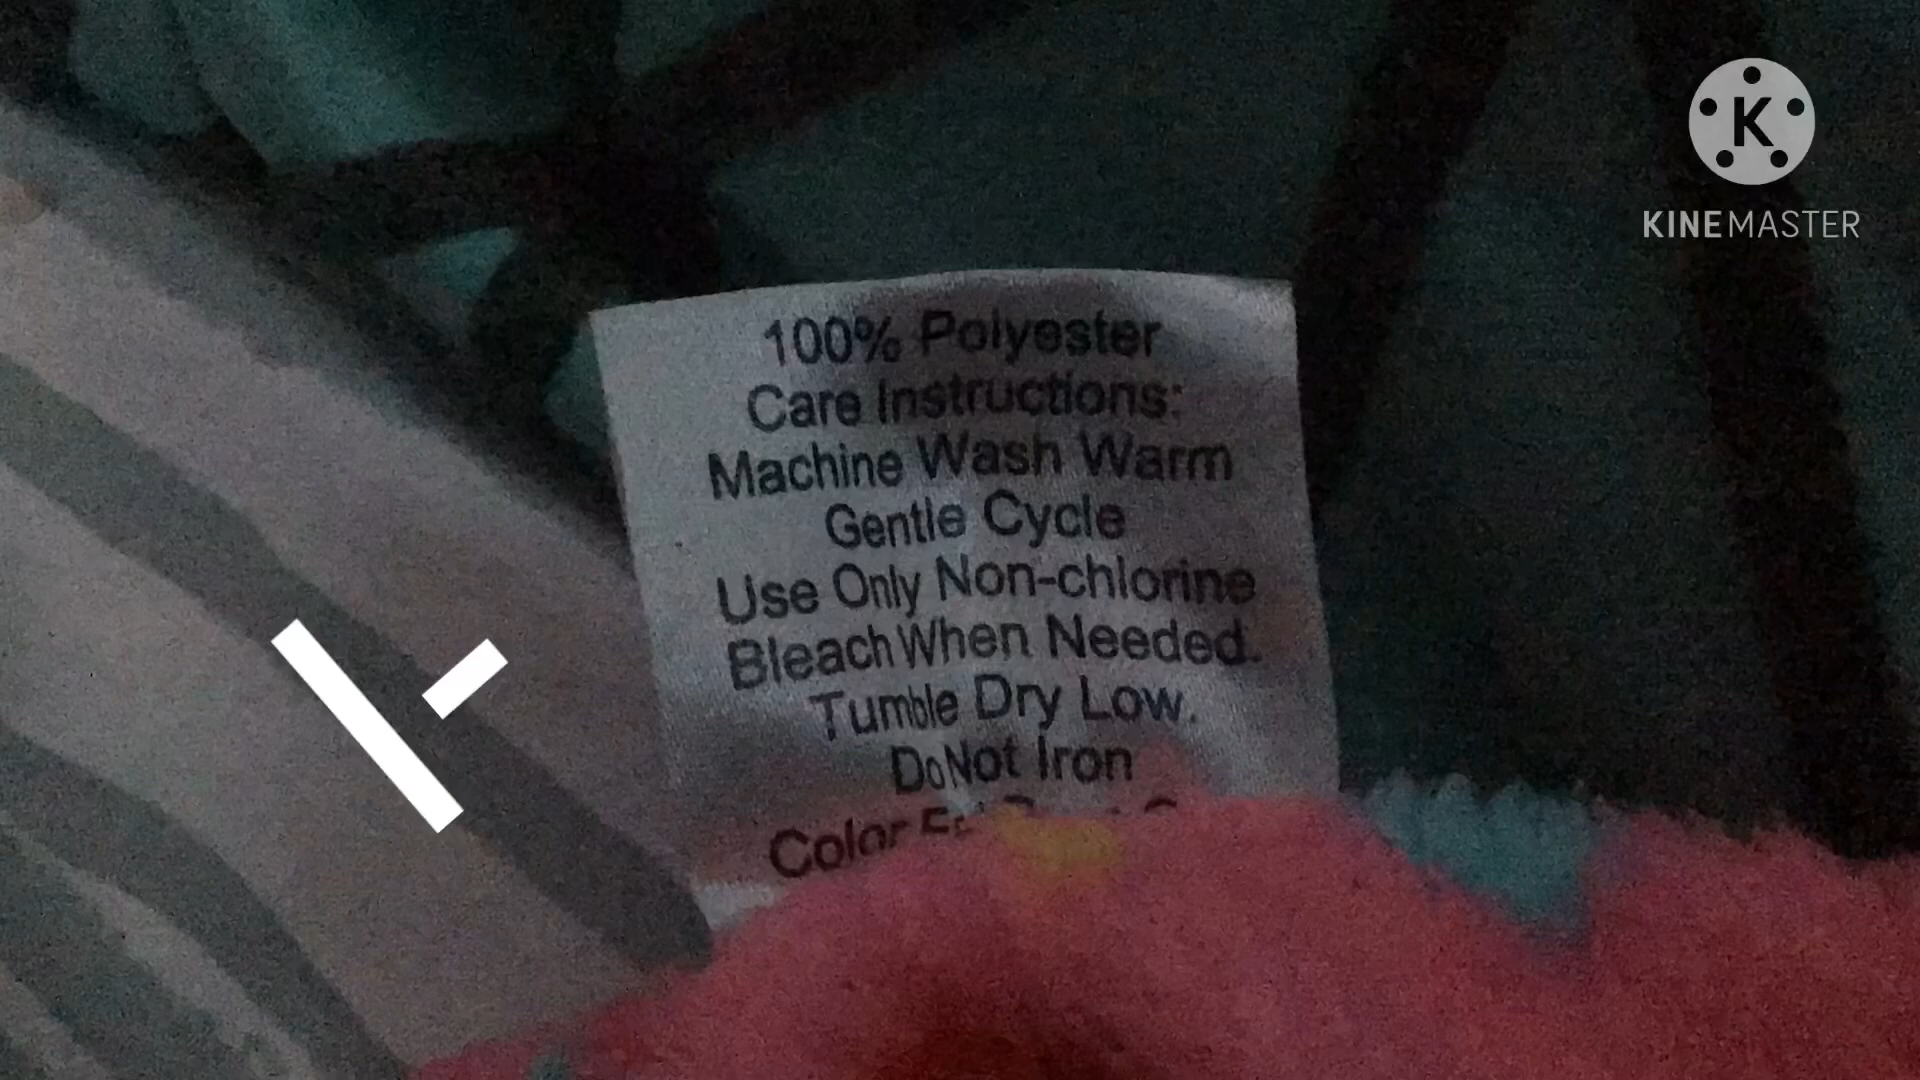 K
KINEMASTER
100% Polyester
Care Instructions:
Machine Wash Warm
Gentle Cycle
Use Only Non-chlorine
Bleach When Needed.
Tumble Dry Low.
Do Not Iron
Color